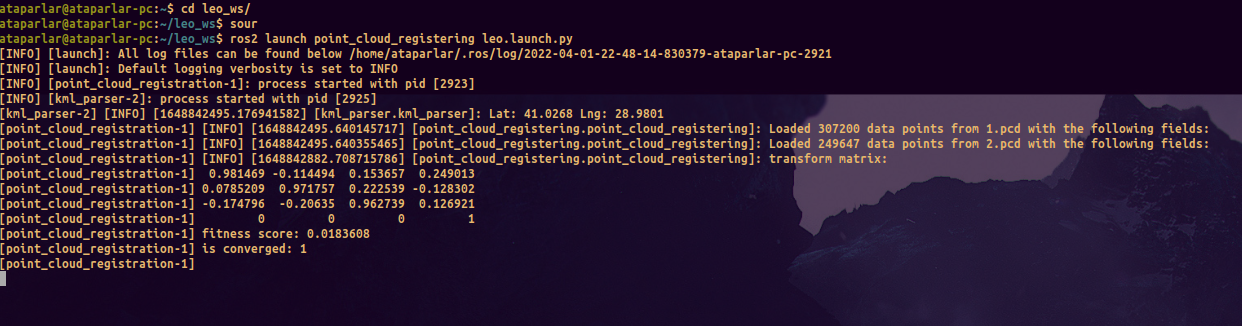 ataparlar@ataparlar-pc:~$ cd leo_ws/
ataparlar@ataparlar-pc:~/leo_ws$ sour
ataparlar@ataparlar-pc:~/leo_ws$ ros2 launch point_cloud_registering leo.launch.py
[INFO] [launch]: All log files can be found below /home/ataparlar/.ros/log/2022-04-01-22-48-14-830379-ataparlar-pc-2921
[INFO] [launch]: Default logging verbosity is set to INFO
[INFO] [point_cloud_registration-1]: process started with pid [2923]
[INFO] [kml_parser-2]: process started with pid [2925]
[kml_parser-2] [INFO] [1648842495.176941582] [kml_parser.kml_parser]: Lat: 41.0268 Lng: 28.9801
[point_cloud_registration-1] [INFO] [1648842495.640145717] [point_cloud_registering.point_cloud_registering]: Loaded 307200 data points from 1.pcd with the following fields:
[point_cloud_registration-1] [INFO] [1648842495.640355465] [point_cloud_registering.point_cloud_registering]: Loaded 249647 data points from 2.pcd with the following fields:
[point_cloud_registration-1] [INFO] [1648842882.708715786] [point_cloud_registering.point_cloud_registering]: transform matrix:
[point_cloud_registration-1]  0.981469 -0.114494  0.153657  0.249013
[point_cloud_registration-1] 0.0785209  0.971757  0.222539 -0.128302
[point_cloud_registration-1] -0.174796  -0.20635  0.962739  0.126921
[point_cloud_registration-1]         0         0         0         1
[point_cloud_registration-1] fitness score: 0.0183608
[point_cloud_registration-1] is converged: 1
[point_cloud_registration-1]